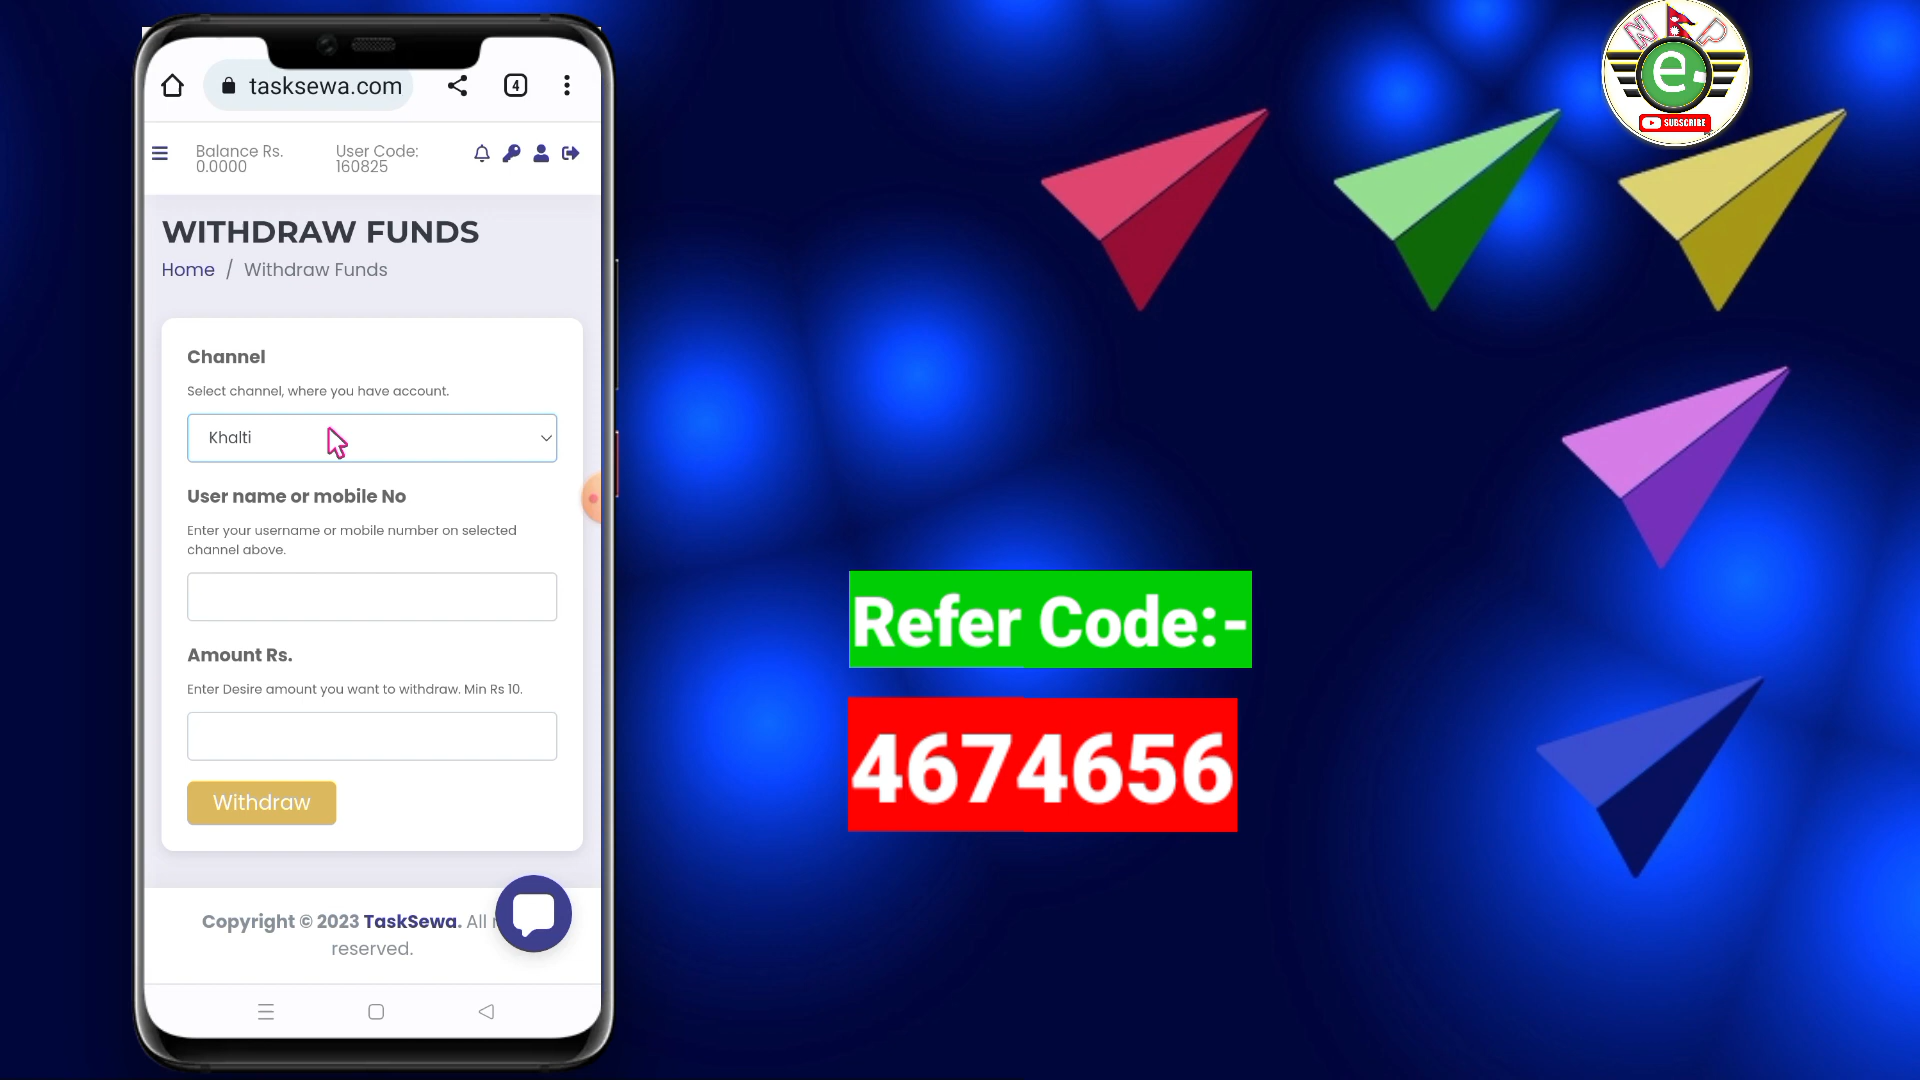 tasksewa.com
4
Balance Rs.
0.0000
User Code:
160825
WITHDRAW FUNDS
Home / Withdraw Funds
Channel
Select channel, where you have account.
Khalti
User name or mobile No
Enter your username or mobile number on selected
channel above.
Amount Rs.
Enter Desire amount you want to withdraw. Min Rs 10.
Withdraw
Copyright © 2023 TaskSewa. All
reserved.
Refer Code:-
4674656
N P
e
SUBSCRIBE